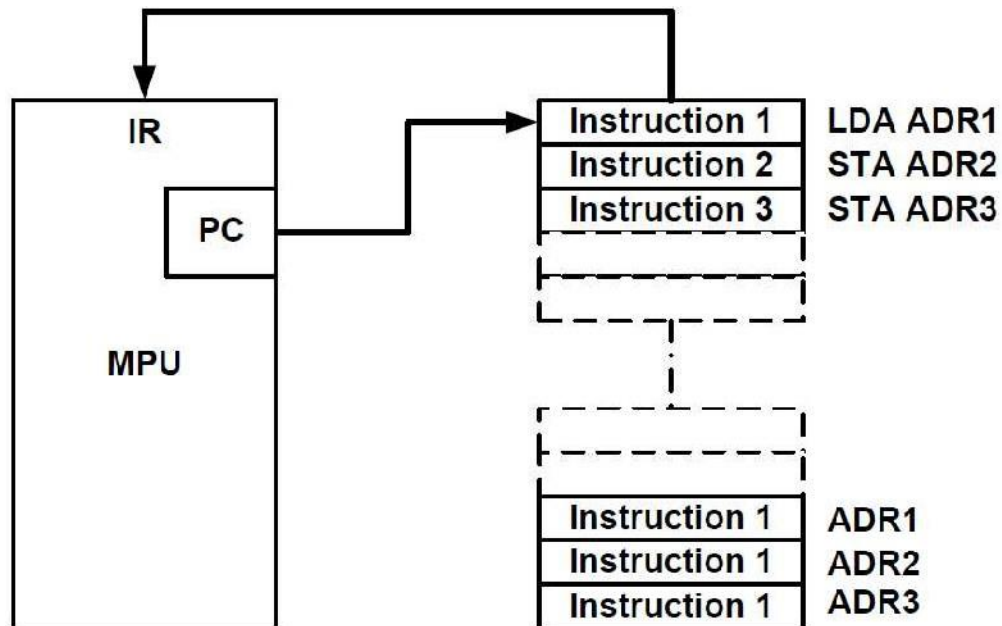 IR
PC
MPU
Instruction 1 LDA ADR1
Instruction 2 STA ADR2
Instruction 3 STA ADR3
Instruction 1 ADR1
Instruction 1 ADR2
Instruction 1 ADR3